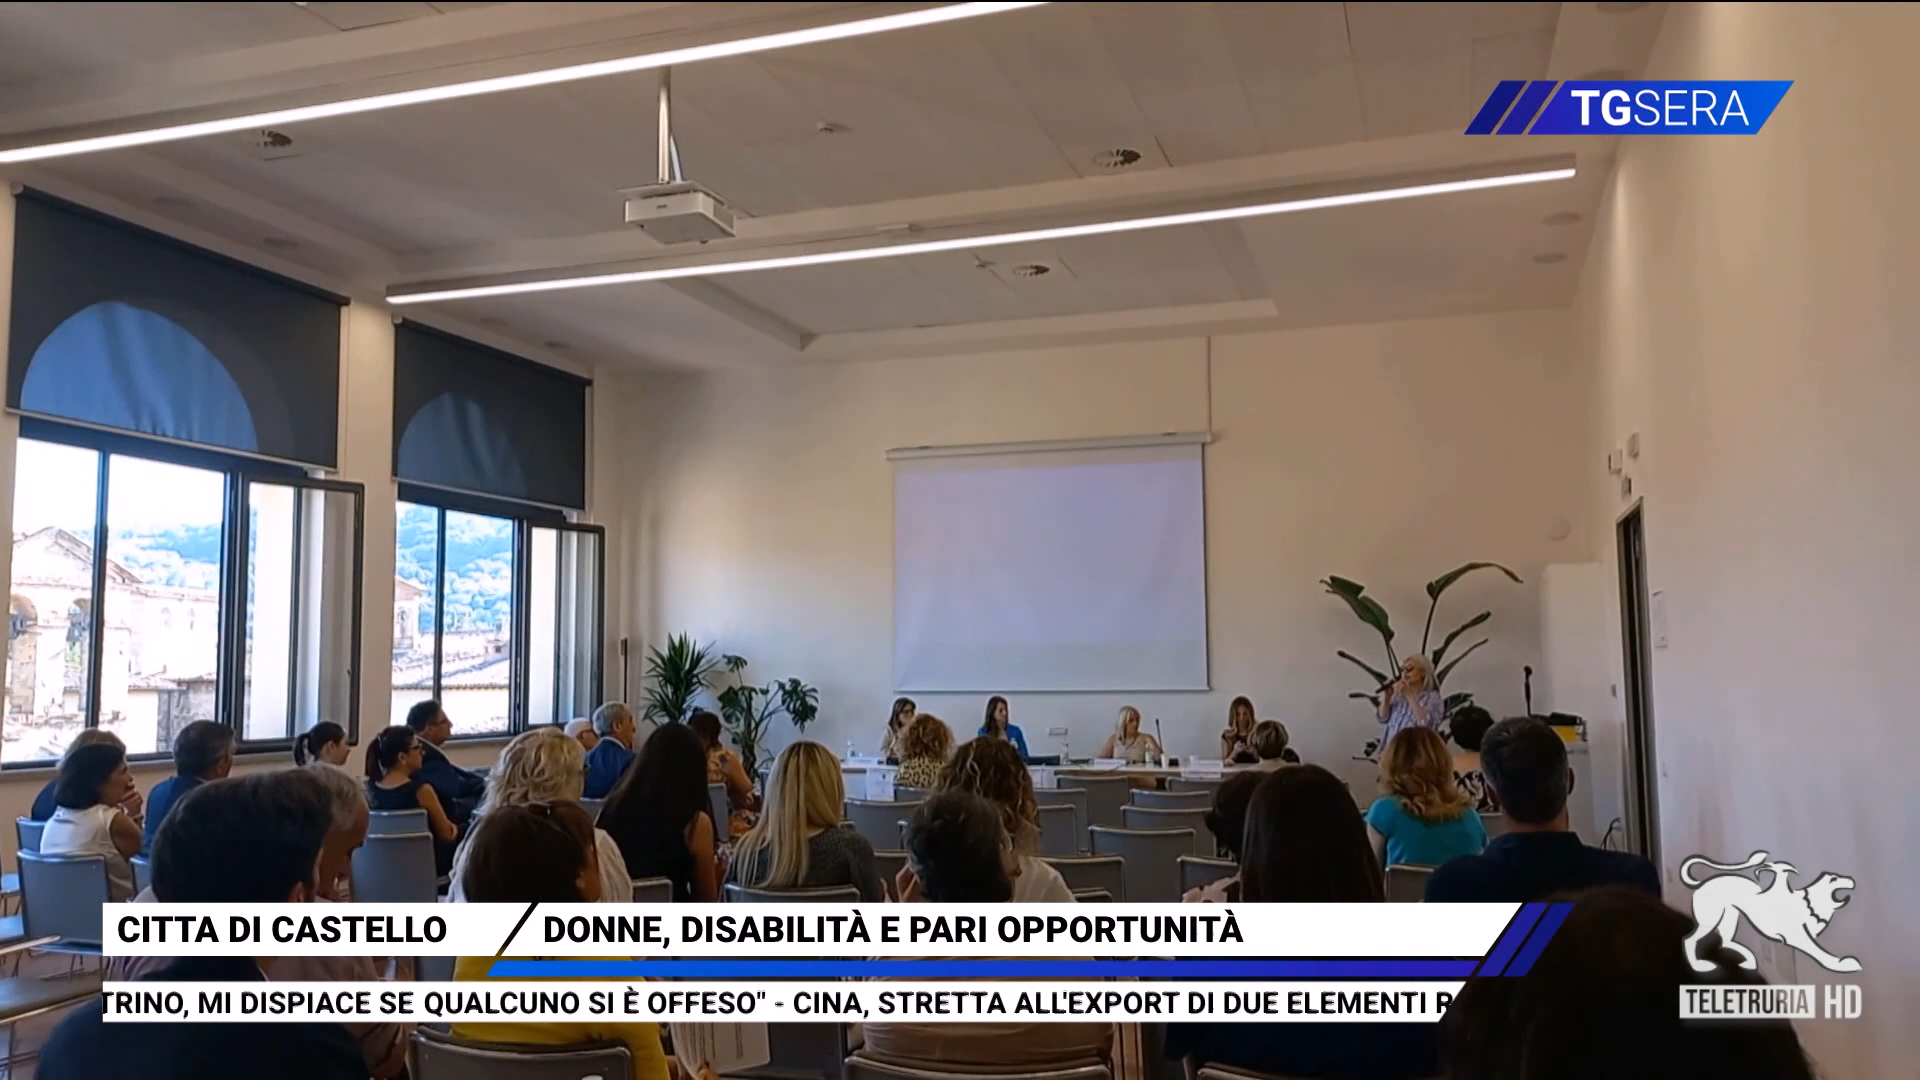 TGSERA
CITTA DI CASTELLO
DONNE, DISABILITÀ E PARI OPPORTUNITÀ
TRINO, MI DISPIACE SE QUALCUNO SI È OFFESO" - CINA, STRETTA ALL'EXPORT DI DUE ELEMENTI
TELETRURIA HD